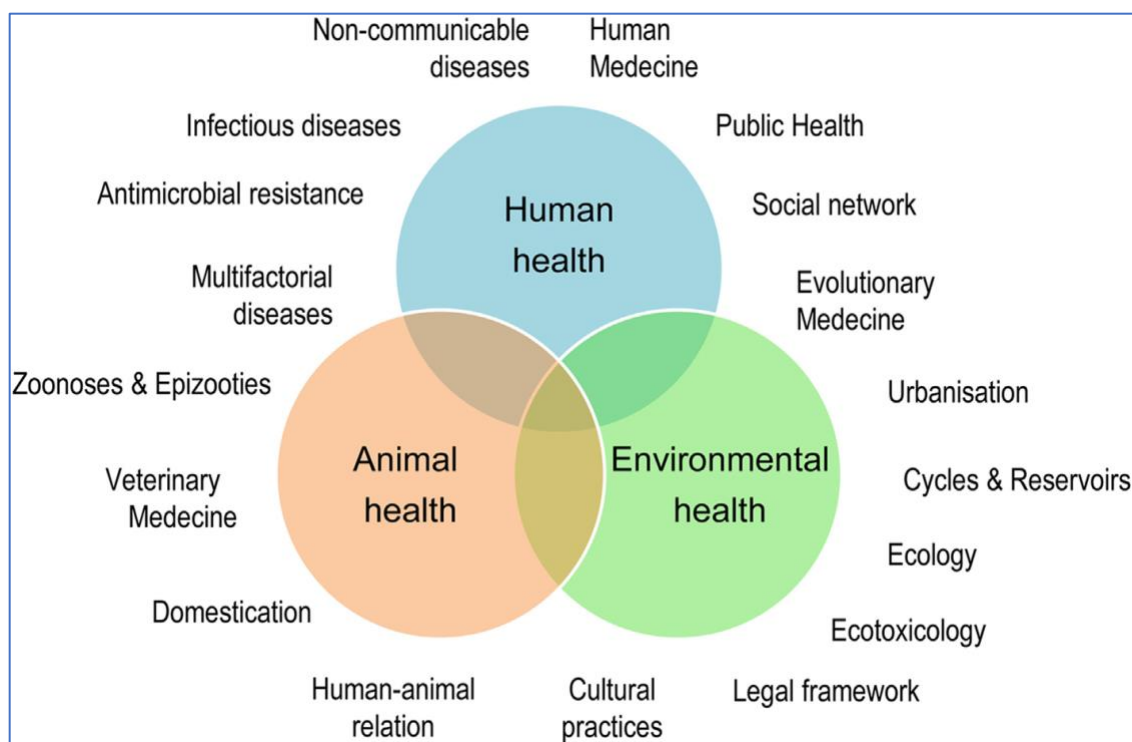 Non-communicable
diseases
Human
Medecine
Infectious diseases
Public Health
Antimicrobial resistance
Social network
Human
health
Multifactorial
diseases
Evolutionary
Medecine
Zoonoses & Epizooties
Urbanisation
Animal
health
Environmental
health
Veterinary
Medecine
Cycles & Reservoirs
Ecology
Domestication
Ecotoxicology
Human-animal
relation
Cultural
practices
Legal framework